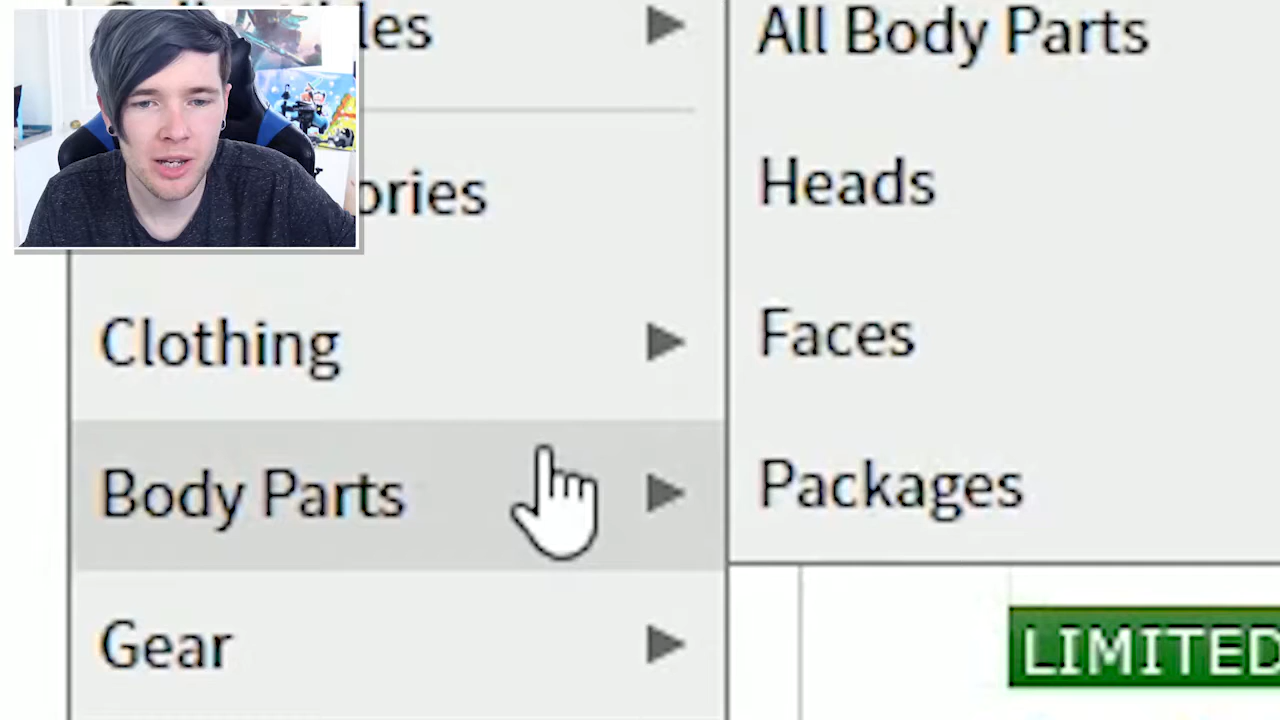 All Body Parts
Heads
Clothing
Faces
Body Parts
Packages
Gear
LIMITED